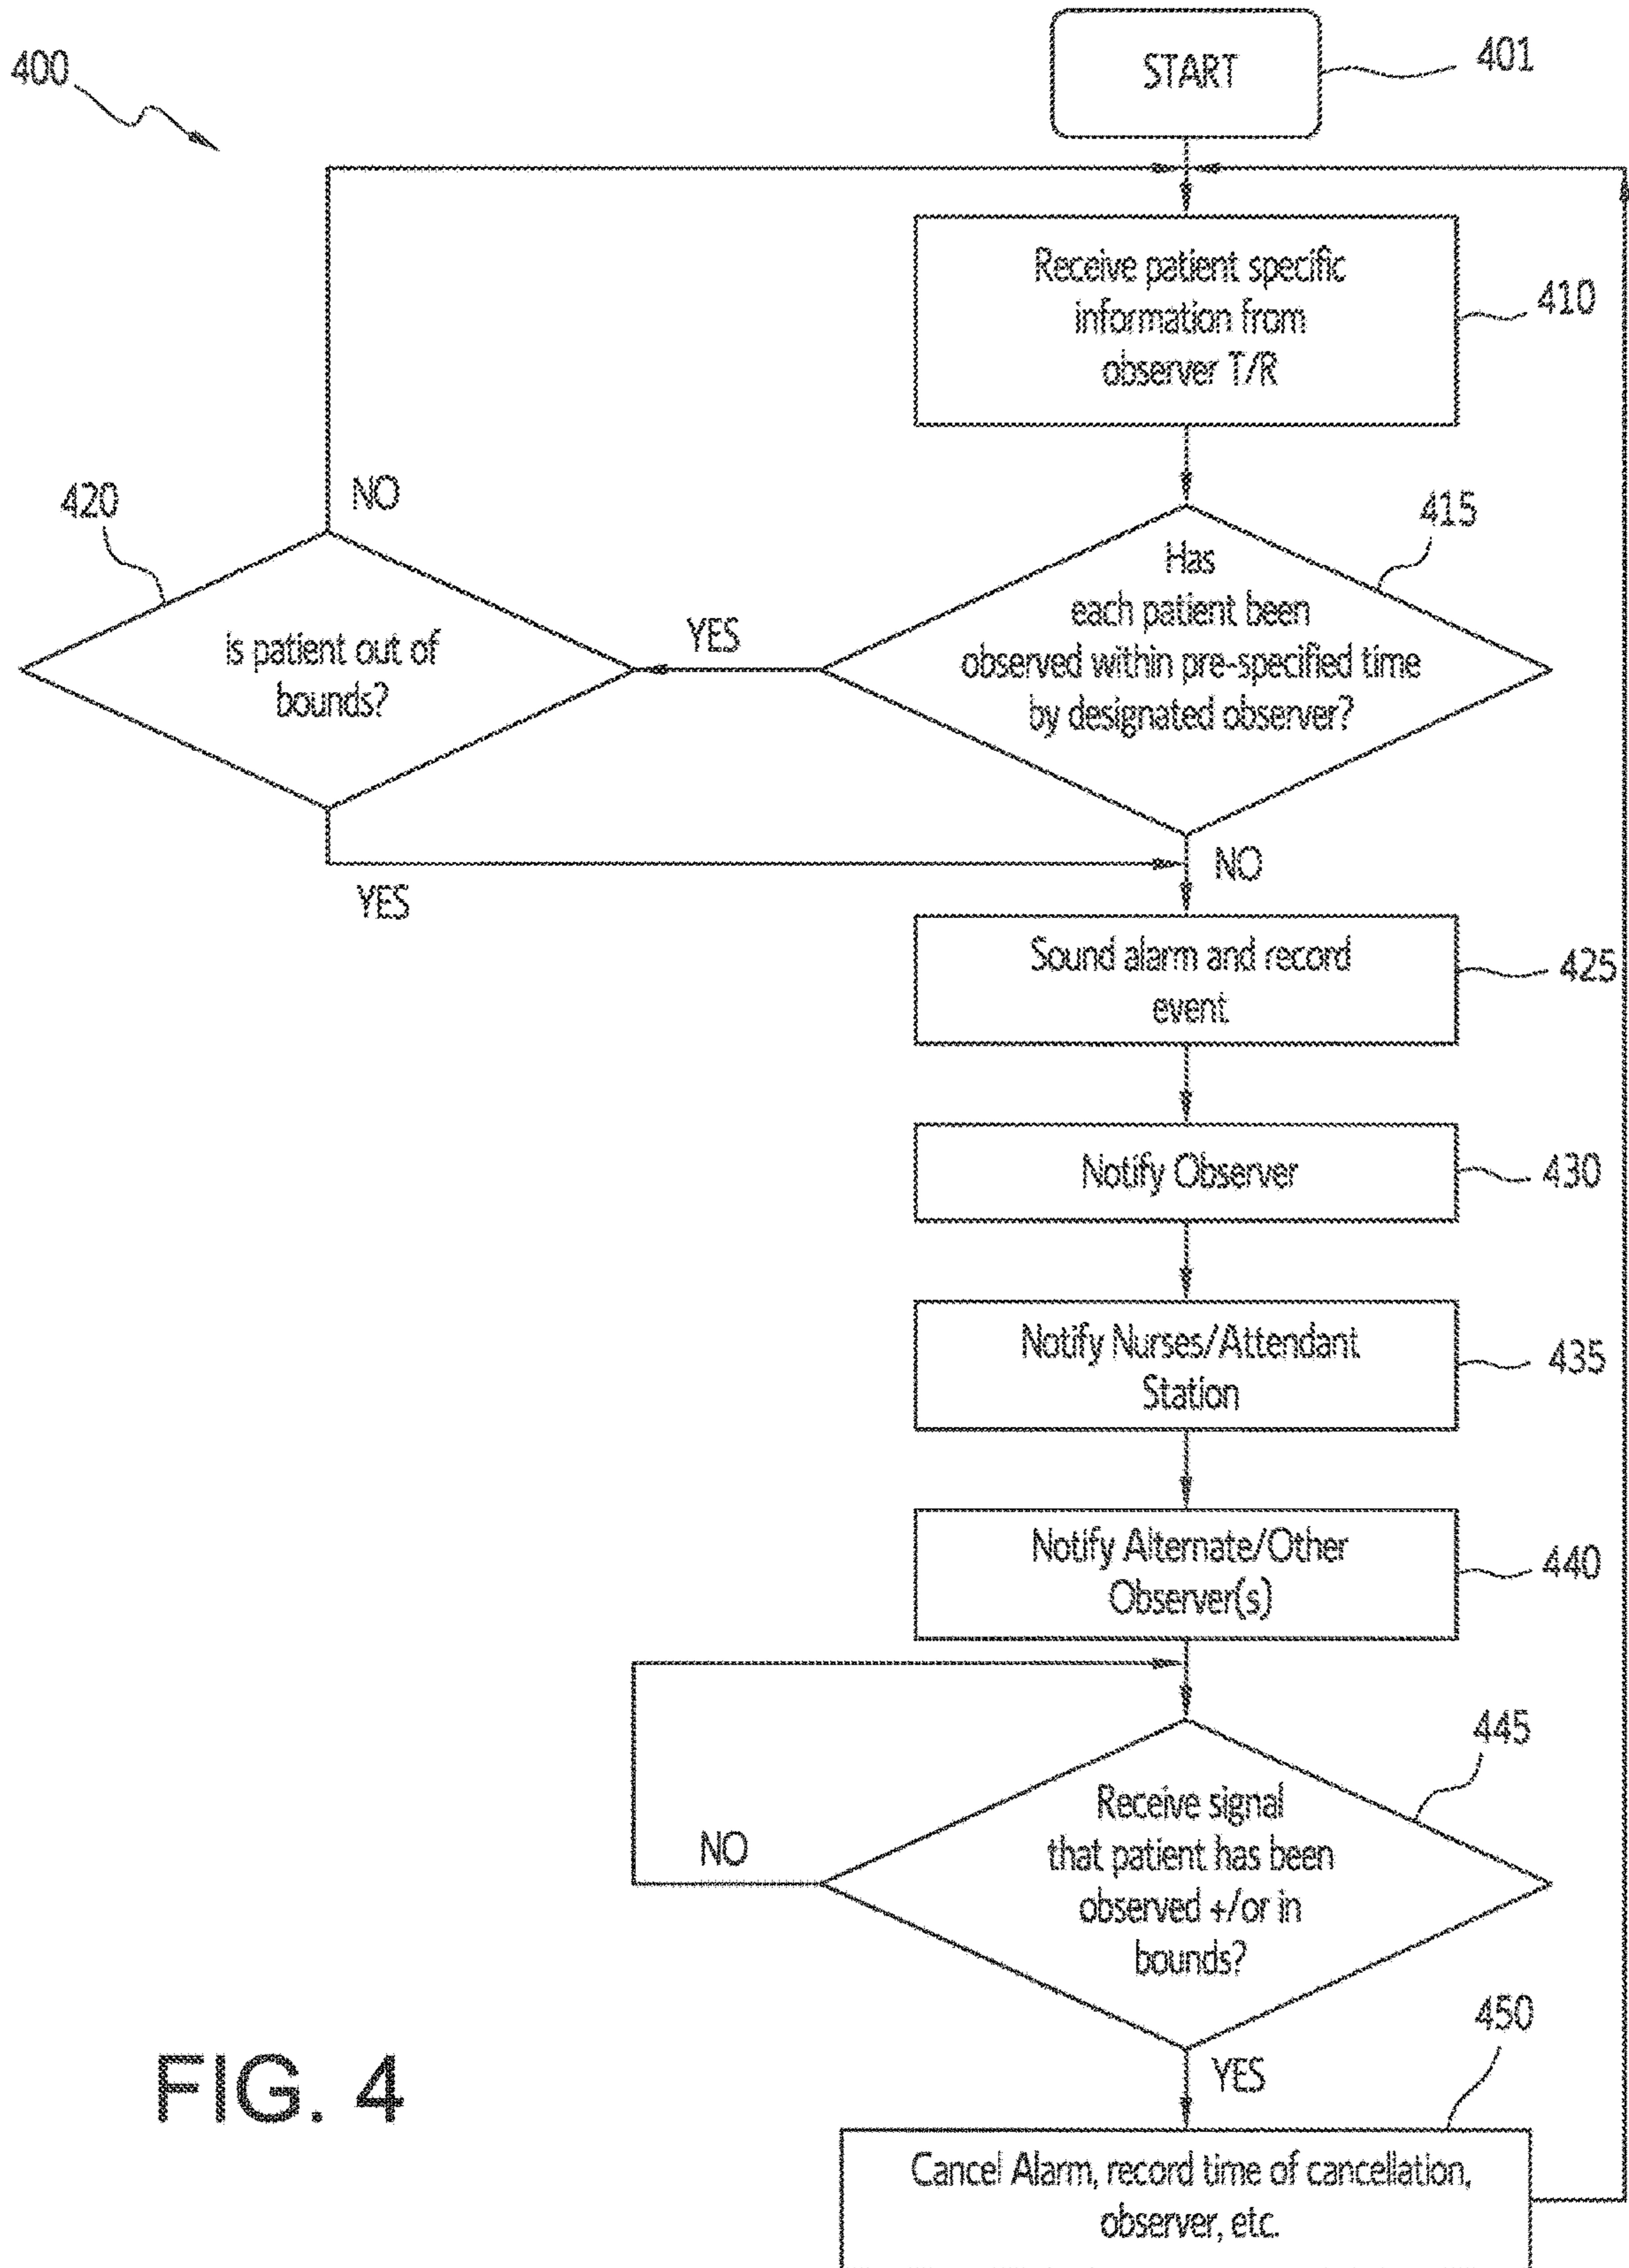 400
START
401
Receive patient specific
information from
observer T/R
410
420
NO
415
Has
each patient been
observed within pre-specified time
by designated observer?
YES
is patient out of
bounds?
YES
NO
Sound alarm and record
event
425
Notify Observer
430
Notify Nurses/Attendant
Station
435
Notify Alternate/Other
Observer(s)
440
445
Receive signal
that patient has been
observed +/or in
bounds?
NO
YES
450
Cancel Alarm, record time of cancellation,
observer, etc.
FIG. 4